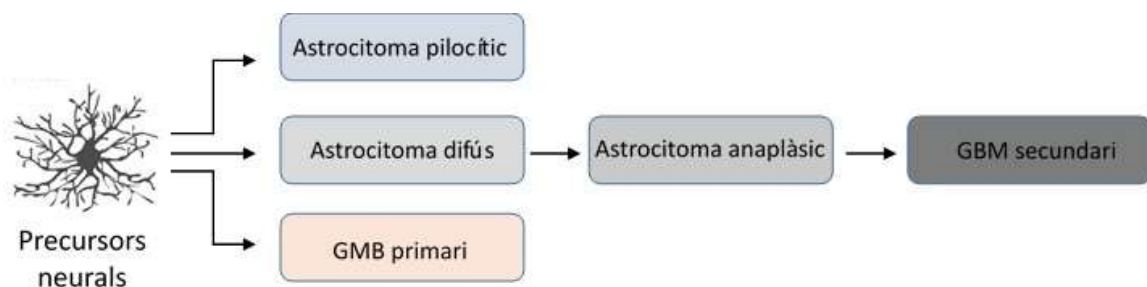 Astrocitoma pilocític
Astrocitoma difús
Astrocitoma anaplàsic
GBM secundari
GMB primari
Precursors
neurals